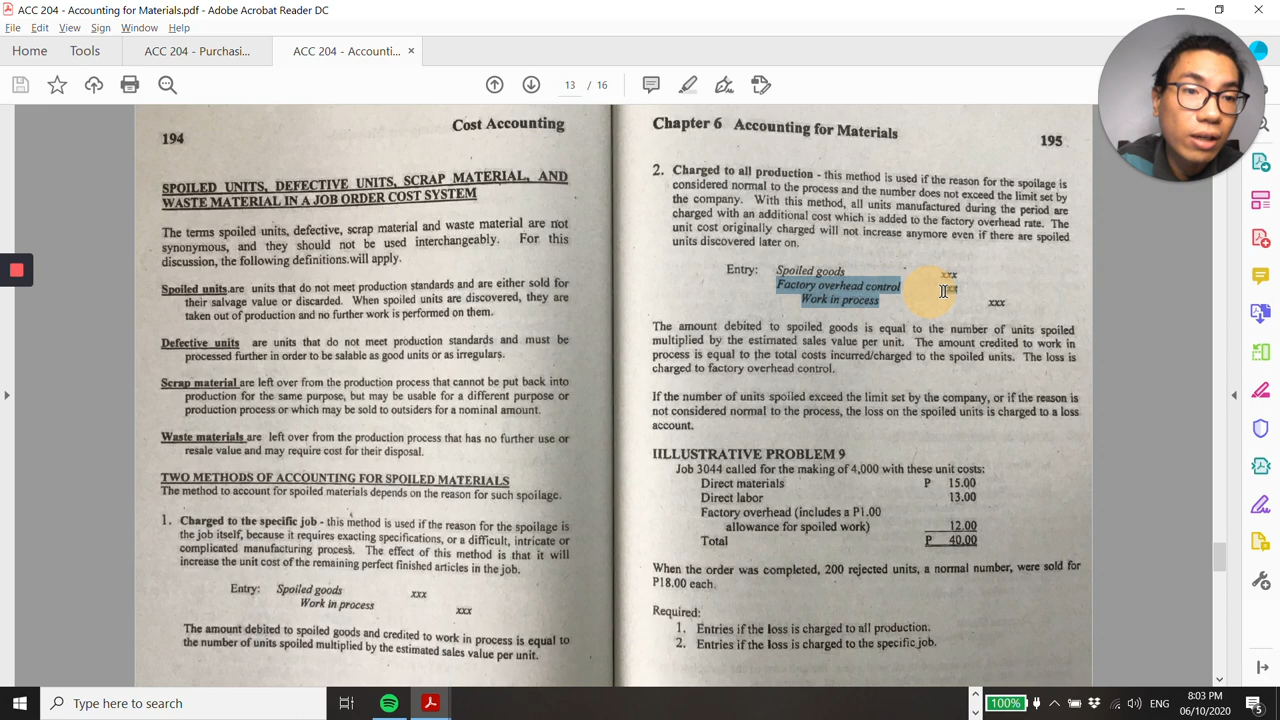 ACC 204 - Accounting for Materials.pdf - Adobe Acrobat Reader DC
File Edit View Sign Window Help
Home Tools ACC 204 - Purchasi... ACC 204 - Accounti... ×
13 / 16
194 Cost Accounting
SPOILED UNITS, DEFECTIVE UNITS, SCRAP MATERIAL, AND
WASTE MATERIAL IN A JOB ORDER COST SYSTEM
The terms spoiled units, defective, scrap material and waste material are not
synonymous, and they should not be used interchangeably. For this
discussion, the following definitions.will apply.
Spoiled units.are units that do not meet production standards and are either sold for
their salvage value or discarded. When spoiled units are discovered, they are
taken out of production and no further work is performed on them.
Defective units are units that do not meet production standards and must be
processed further in order to be salable as good units or as irregulars.
Scrap material are left over from the production process that cannot be put back into
production for the same purpose, but may be usable for a different purpose or
production process or which may be sold to outsiders for a nominal amount.
Waste materials are left over from the production process that has no further use or
resale value and may require cost for their disposal.
TWO METHODS OF ACCOUNTING FOR SPOILED MATERIALS
The method to account for spoiled materials depends on the reason for such spoilage.
1. Charged to the specific job - this method is used if the reason for the spoilage is
the job itself, because it requires exacting specifications, or a difficult, intricate or
complicated manufacturing process. The effect of this method is that it will
increase the unit cost of the remaining perfect finished articles in the job.
Entry: Spoiled goods xxx
Work in process xxx
The amount debited to spoiled goods and credited to work in process is equal to
the number of units spoiled multiplied by the estimated sales value per unit.
Chapter 6 Accounting for Materials 195
2. Charged to all production - this method is used if the reason for the spoilage is
considered normal to the process and the number does not exceed the limit set by
the company. With this method, all units manufactured during the period are
charged with an additional cost which is added to the factory overhead rate. The
unit cost originally charged will not increase anymore even if there are spoiled
units discovered later on.
Entry: Spoiled goods xxx
Factory overhead control
Work in process xxx
The amount debited to spoiled goods is equal to the number of units spoiled
multiplied by the estimated sales value per unit. The amount credited to work in
process is equal to the total costs incurred/charged to the spoiled units. The loss is
charged to factory overhead control.
If the number of units spoiled exceed the limit set by the company, or if the reason is
not considered normal to the process, the loss on the spoiled units is charged to a loss
account.
IILLUSTRATIVE PROBLEM 9
Job 3044 called for the making of 4,000 with these unit costs:
Direct materials P 15.00
Direct labor 13.00
Factory overhead (includes a P1.00
allowance for spoiled work) 12.00
Total P 40.00
When the order was completed, 200 rejected units, a normal number, were sold for
P18.00 each.
Required:
1. Entries if the loss is charged to all production.
2. Entries if the loss is charged to the specific job.
Type here to search
100% ENG 8:03 PM
06/10/2020 5